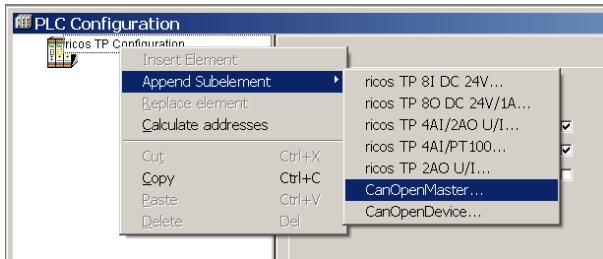 PLC Configuration
ricos TP Configuration
Insert Element
Append Subelement
Replace element
Calculate addresses
Cut Ctrl+X
Copy Ctrl+C
Paste Ctrl+V
Delete Del
ricos TP 8I DC 24V...
ricos TP 8O DC 24V/1A...
ricos TP 4AI/2AO U/I...
ricos TP 4AI/PT100...
ricos TP 2AO U/I...
CanOpenMaster...
CanOpenDevice...